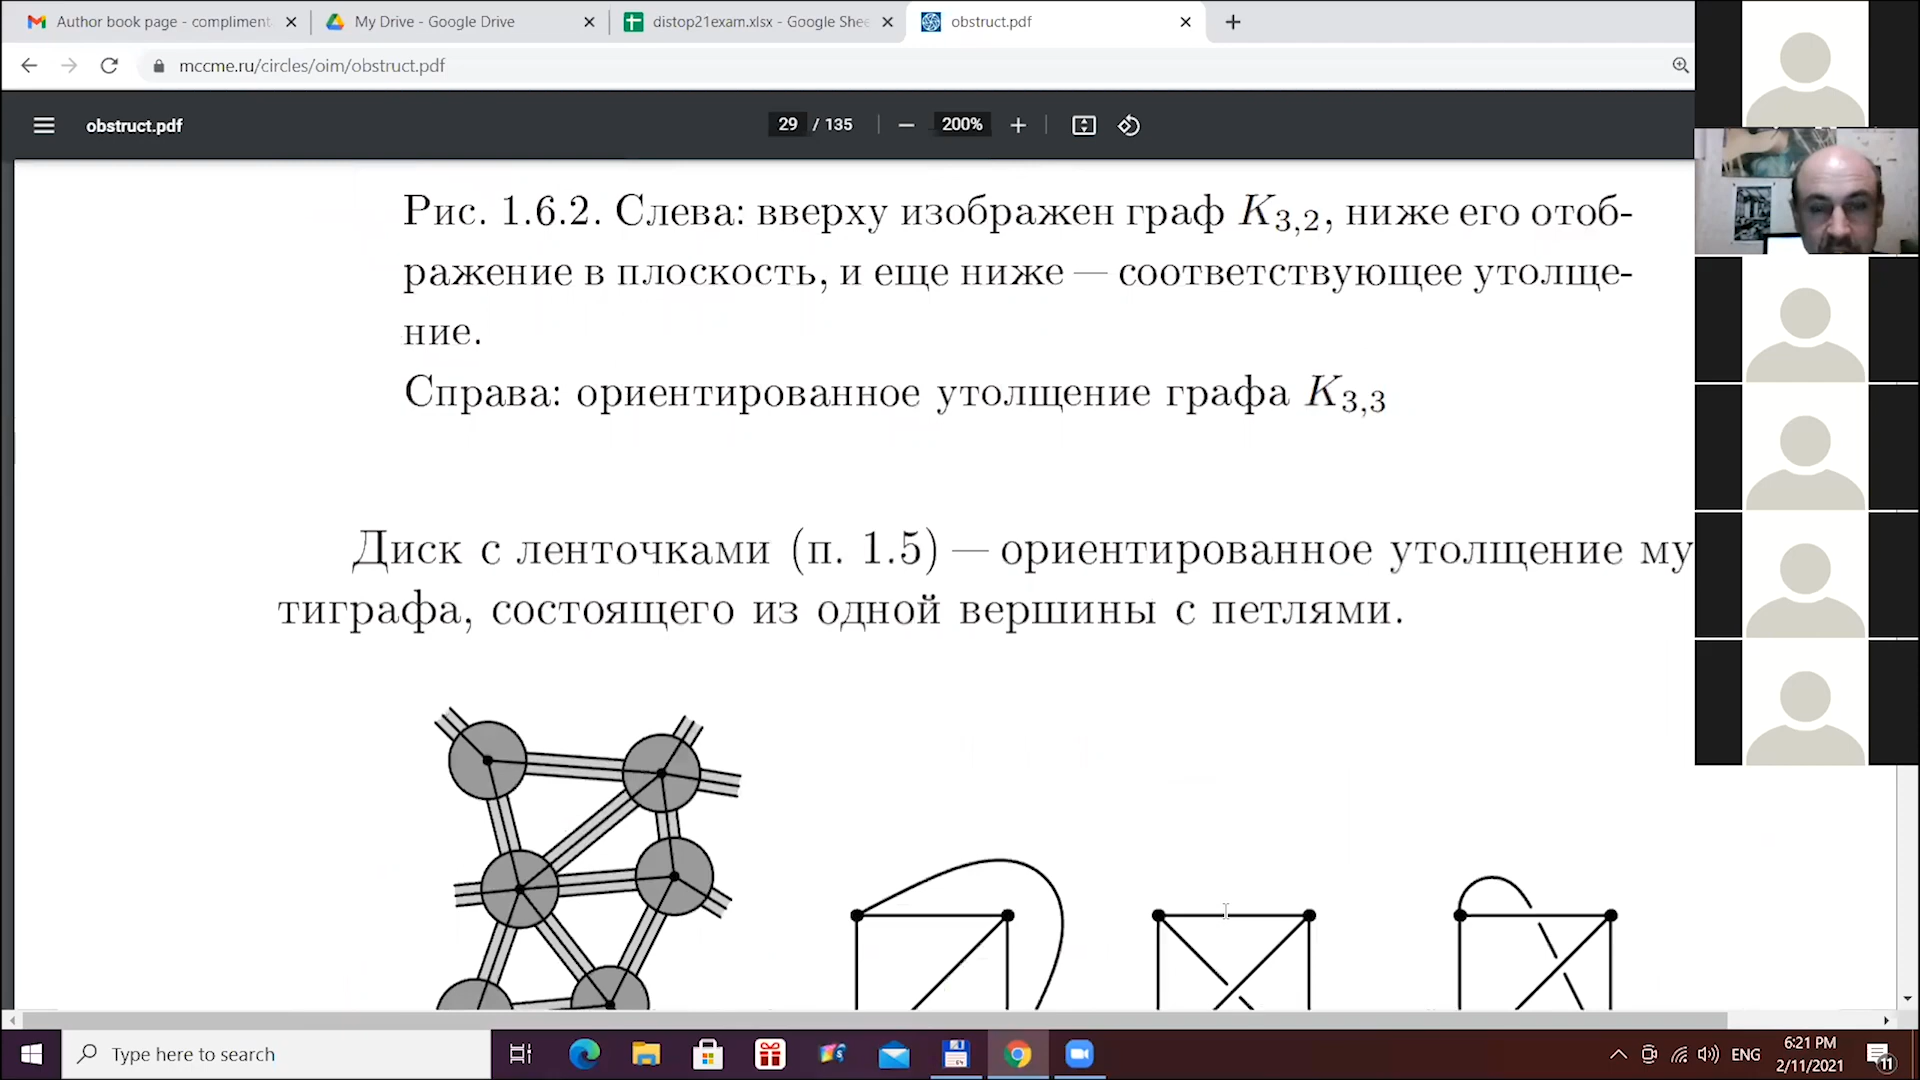 Author book page - compliment
My Drive - Google Drive
distop21exam.xlsx - Google Shee
obstruct.pdf
mccme.ru/circles/oim/obstruct.pdf
obstruct.pdf
29 / 135
200%
Рис. 1.6.2. Слева: вверху изображен граф K3,2, ниже его отоб-
ражение в плоскость, и еще ниже — соответствующее утолще-
ние.
Справа: ориентированное утолщение графа K3,3
Диск с ленточками (п. 1.5) — ориентированное утолщение му
тиграфа, состоящего из одной вершины с петлями.
Type here to search
ENG
6:21 PM
2/11/2021
11